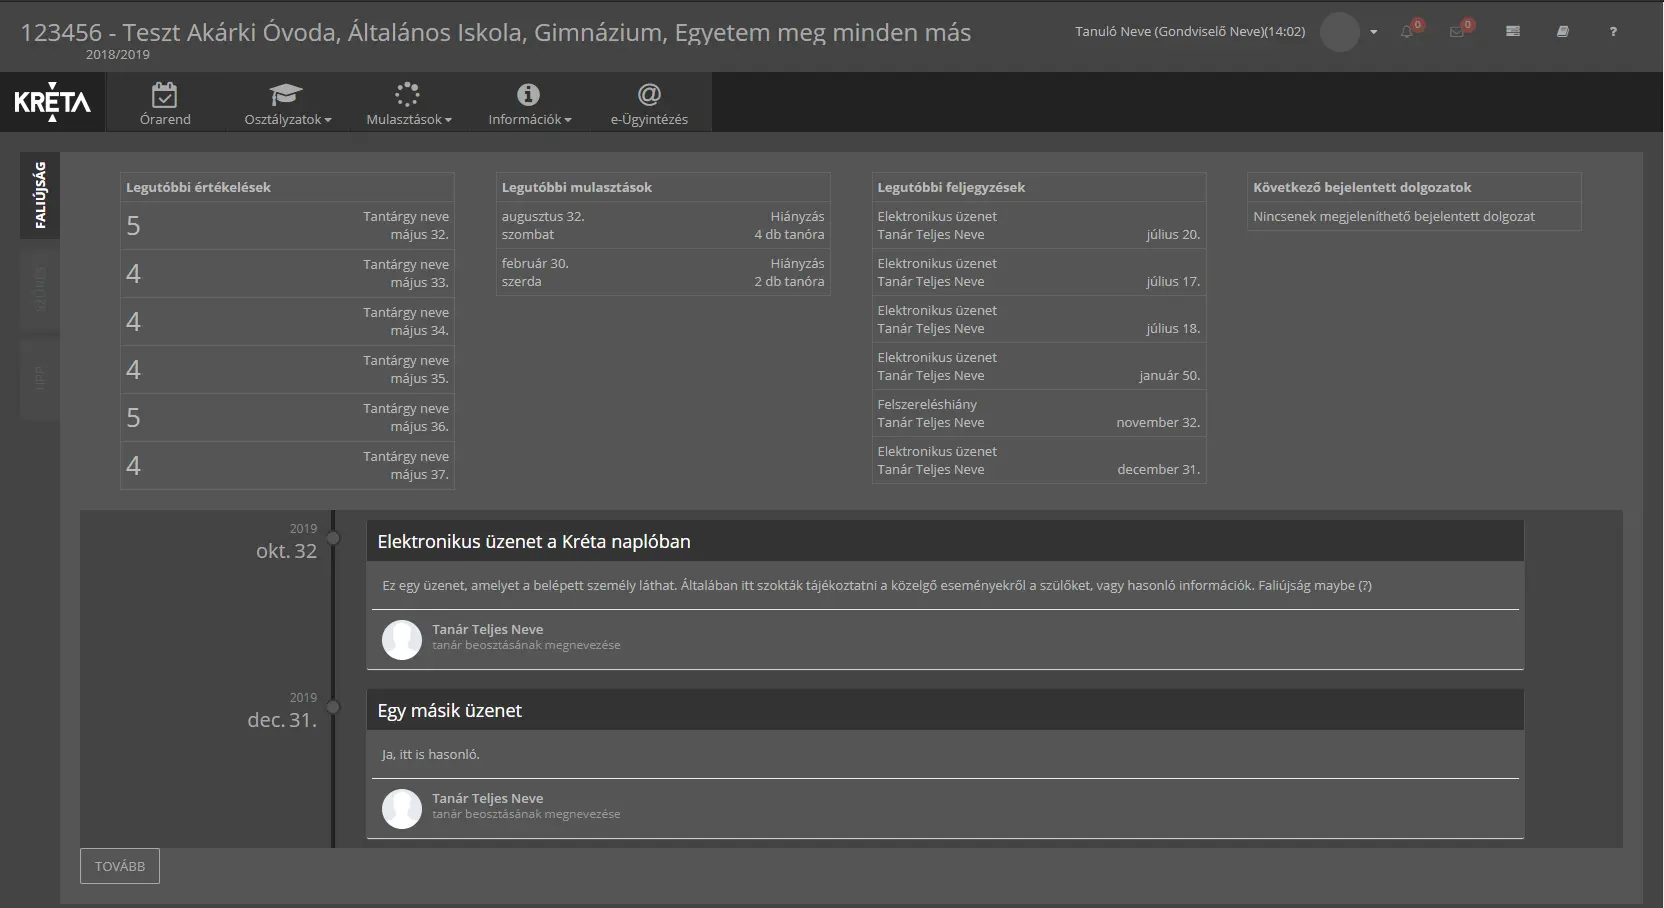 123456 - Teszt Akárki Óvoda, Általános Iskola, Gimnázium, Egyetem meg minden más
2018/2019
Tanuló Neve (Gondviselő Neve)(14:02)
0
0
?
KRÉTA
Órarend
Osztályzatok
Mulasztások
Információk
e-Ügyintézés
FALIÚJSÁG
TIPP
Legutóbbi értékelések
5 Tantárgy neve
május 32.
4 Tantárgy neve
május 33.
4 Tantárgy neve
május 34.
4 Tantárgy neve
május 35.
5 Tantárgy neve
május 36.
4 Tantárgy neve
május 37.
Legutóbbi mulasztások
augusztus 32. Hiányzás
szombat 4 db tanóra
február 30. Hiányzás
szerda 2 db tanóra
Legutóbbi feljegyzések
Elektronikus üzenet
Tanár Teljes Neve július 20.
Elektronikus üzenet
Tanár Teljes Neve július 17.
Elektronikus üzenet
Tanár Teljes Neve július 18.
Elektronikus üzenet
Tanár Teljes Neve január 50.
Felszereléshiány
Tanár Teljes Neve november 32.
Elektronikus üzenet
Tanár Teljes Neve december 31.
Következő bejelentett dolgozatok
Nincsenek megjeleníthető bejelentett dolgozat
2019
okt. 32
Elektronikus üzenet a Kréta naplóban
Ez egy üzenet, amelyet a belépett személy láthat. Általában itt szokták tájékoztatni a közelgő eseményekről a szülőket, vagy hasonló információk. Faliújság maybe (?)
Tanár Teljes Neve
tanár beosztásának megnevezése
2019
dec. 31.
Egy másik üzenet
Ja, itt is hasonló.
Tanár Teljes Neve
tanár beosztásának megnevezése
TOVÁBB